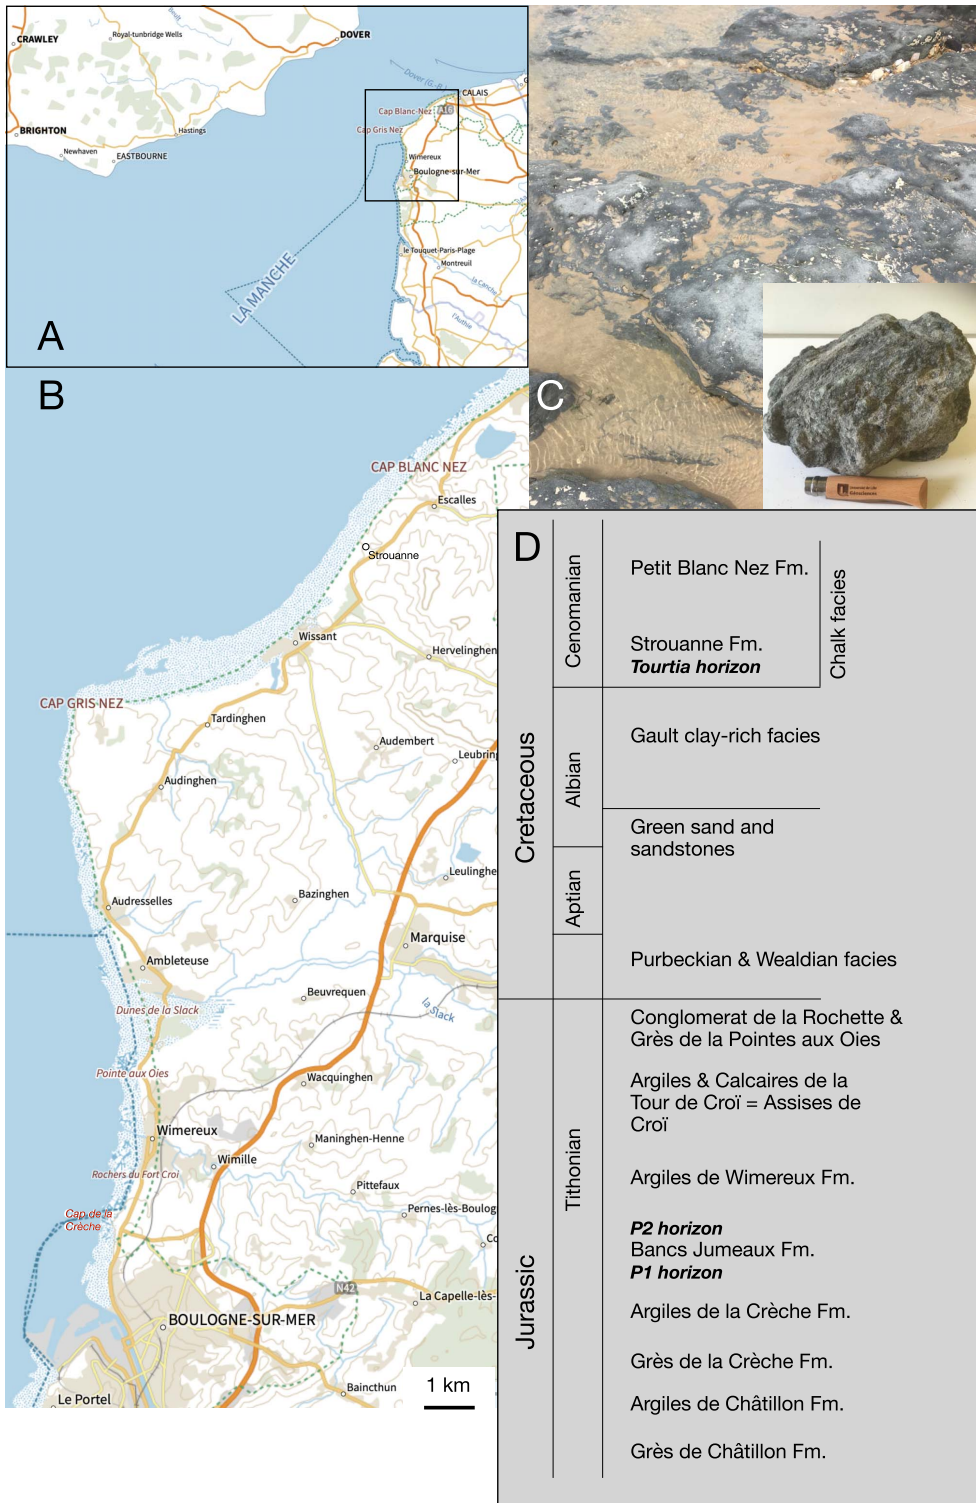 CRAWLEY
Royal-tunbridge Wells
DOVER
BRIGHTON
Newhaven
EASTBOURNE
Hastings
Dover (G.-B.)
CALAIS
Cap Blanc-Nez
A16
Cap Gris Nez
Wimereux
Boulogne-sur-Mer
le Touquet-Paris-Plage
Montreuil
la Canche
l'Authie
LA MANCHE
A
B
CAP BLANC NEZ
Escalles
Strouanne
Wissant
Hervelinghen
CAP GRIS NEZ
Tardinghen
Audembert
Leubring
Audinghen
Leulinghe
Bazinghen
Audresselles
Marquise
Ambleteuse
Beuvrequen
la Slack
Dunes de la Slack
Pointe aux Oies
Wacquinghen
Wimereux
Maninghen-Henne
Wimille
Rochers du Fort Croi
Pittefaux
Pernes-lès-Boulog
Cap de la
Crèche
Co
N42
La Capelle-lès-
BOULOGNE-SUR-MER
Baincthun
Le Portel
1 km
C
D
Cretaceous
Cenomanian
Petit Blanc Nez Fm.
Strouanne Fm.
Tourtia horizon
Chalk facies
Albian
Gault clay-rich facies
Green sand and
sandstones
Aptian
Purbeckian & Wealdian facies
Jurassic
Tithonian
Conglomerat de la Rochette &
Grès de la Pointes aux Oies
Argiles & Calcaires de la
Tour de Croï = Assises de
Croï
Argiles de Wimereux Fm.
P2 horizon
Bancs Jumeaux Fm.
P1 horizon
Argiles de la Crèche Fm.
Grès de la Crèche Fm.
Argiles de Châtillon Fm.
Grès de Châtillon Fm.